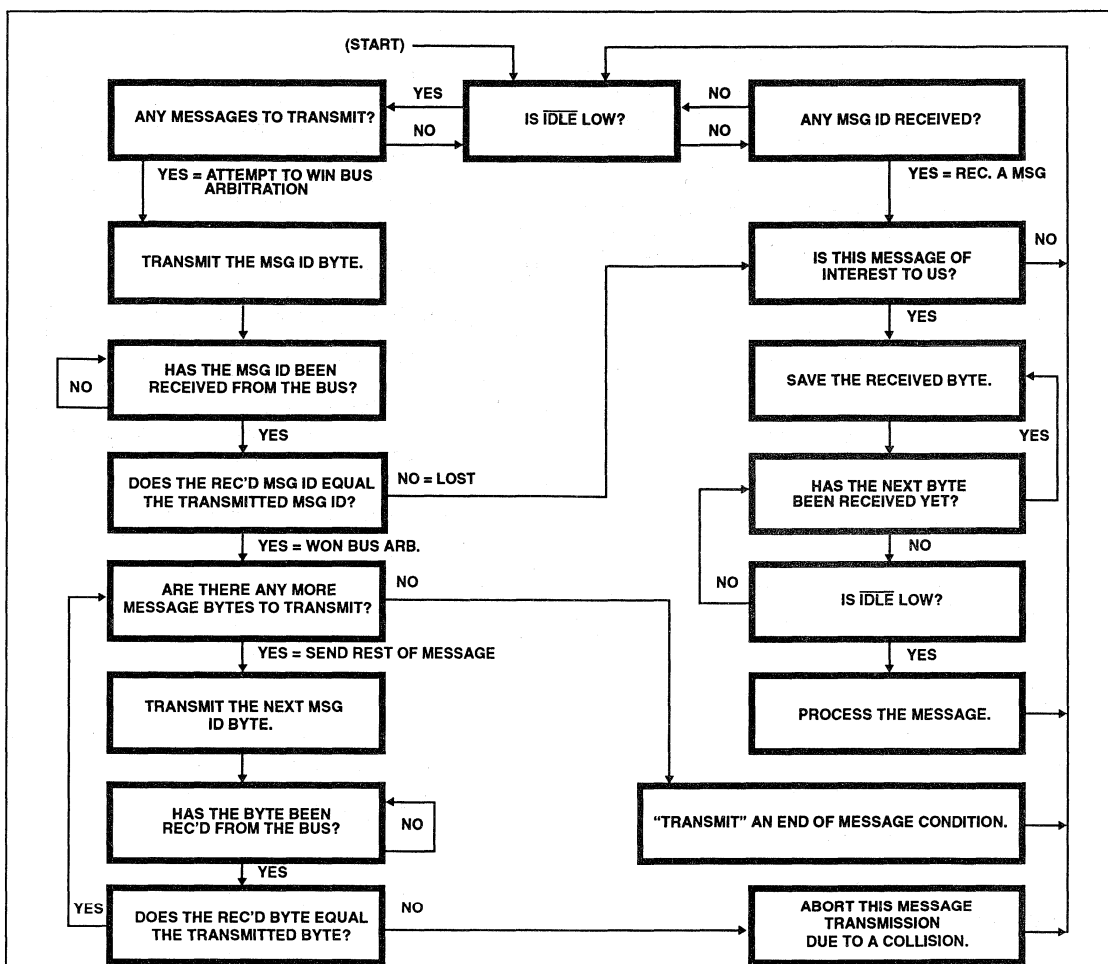 (START)
YES
NO
ANY MESSAGES TO TRANSMIT?
IS IDLE LOW?
ANY MSG ID RECEIVED?
NO
NO
YES = ATTEMPT TO WIN BUS
ARBITRATION
YES = REC. A MSG
TRANSMIT THE MSG ID BYTE.
IS THIS MESSAGE OF
INTEREST TO US?
NO
YES
HAS THE MSG ID BEEN
RECEIVED FROM THE BUS?
NO
SAVE THE RECEIVED BYTE.
YES
YES
DOES THE REC'D MSG ID EQUAL
THE TRANSMITTED MSG ID?
NO = LOST
HAS THE NEXT BYTE
BEEN RECEIVED YET?
YES = WON BUS ARB.
NO
ARE THERE ANY MORE
MESSAGE BYTES TO TRANSMIT?
NO
NO
IS IDLE LOW?
YES = SEND REST OF MESSAGE
YES
TRANSMIT THE NEXT MSG
ID BYTE.
PROCESS THE MESSAGE.
HAS THE BYTE BEEN
REC'D FROM THE BUS?
NO
"TRANSMIT" AN END OF MESSAGE CONDITION.
YES
YES
DOES THE REC'D BYTE EQUAL
THE TRANSMITTED BYTE?
NO
ABORT THIS MESSAGE
TRANSMISSION
DUE TO A COLLISION.